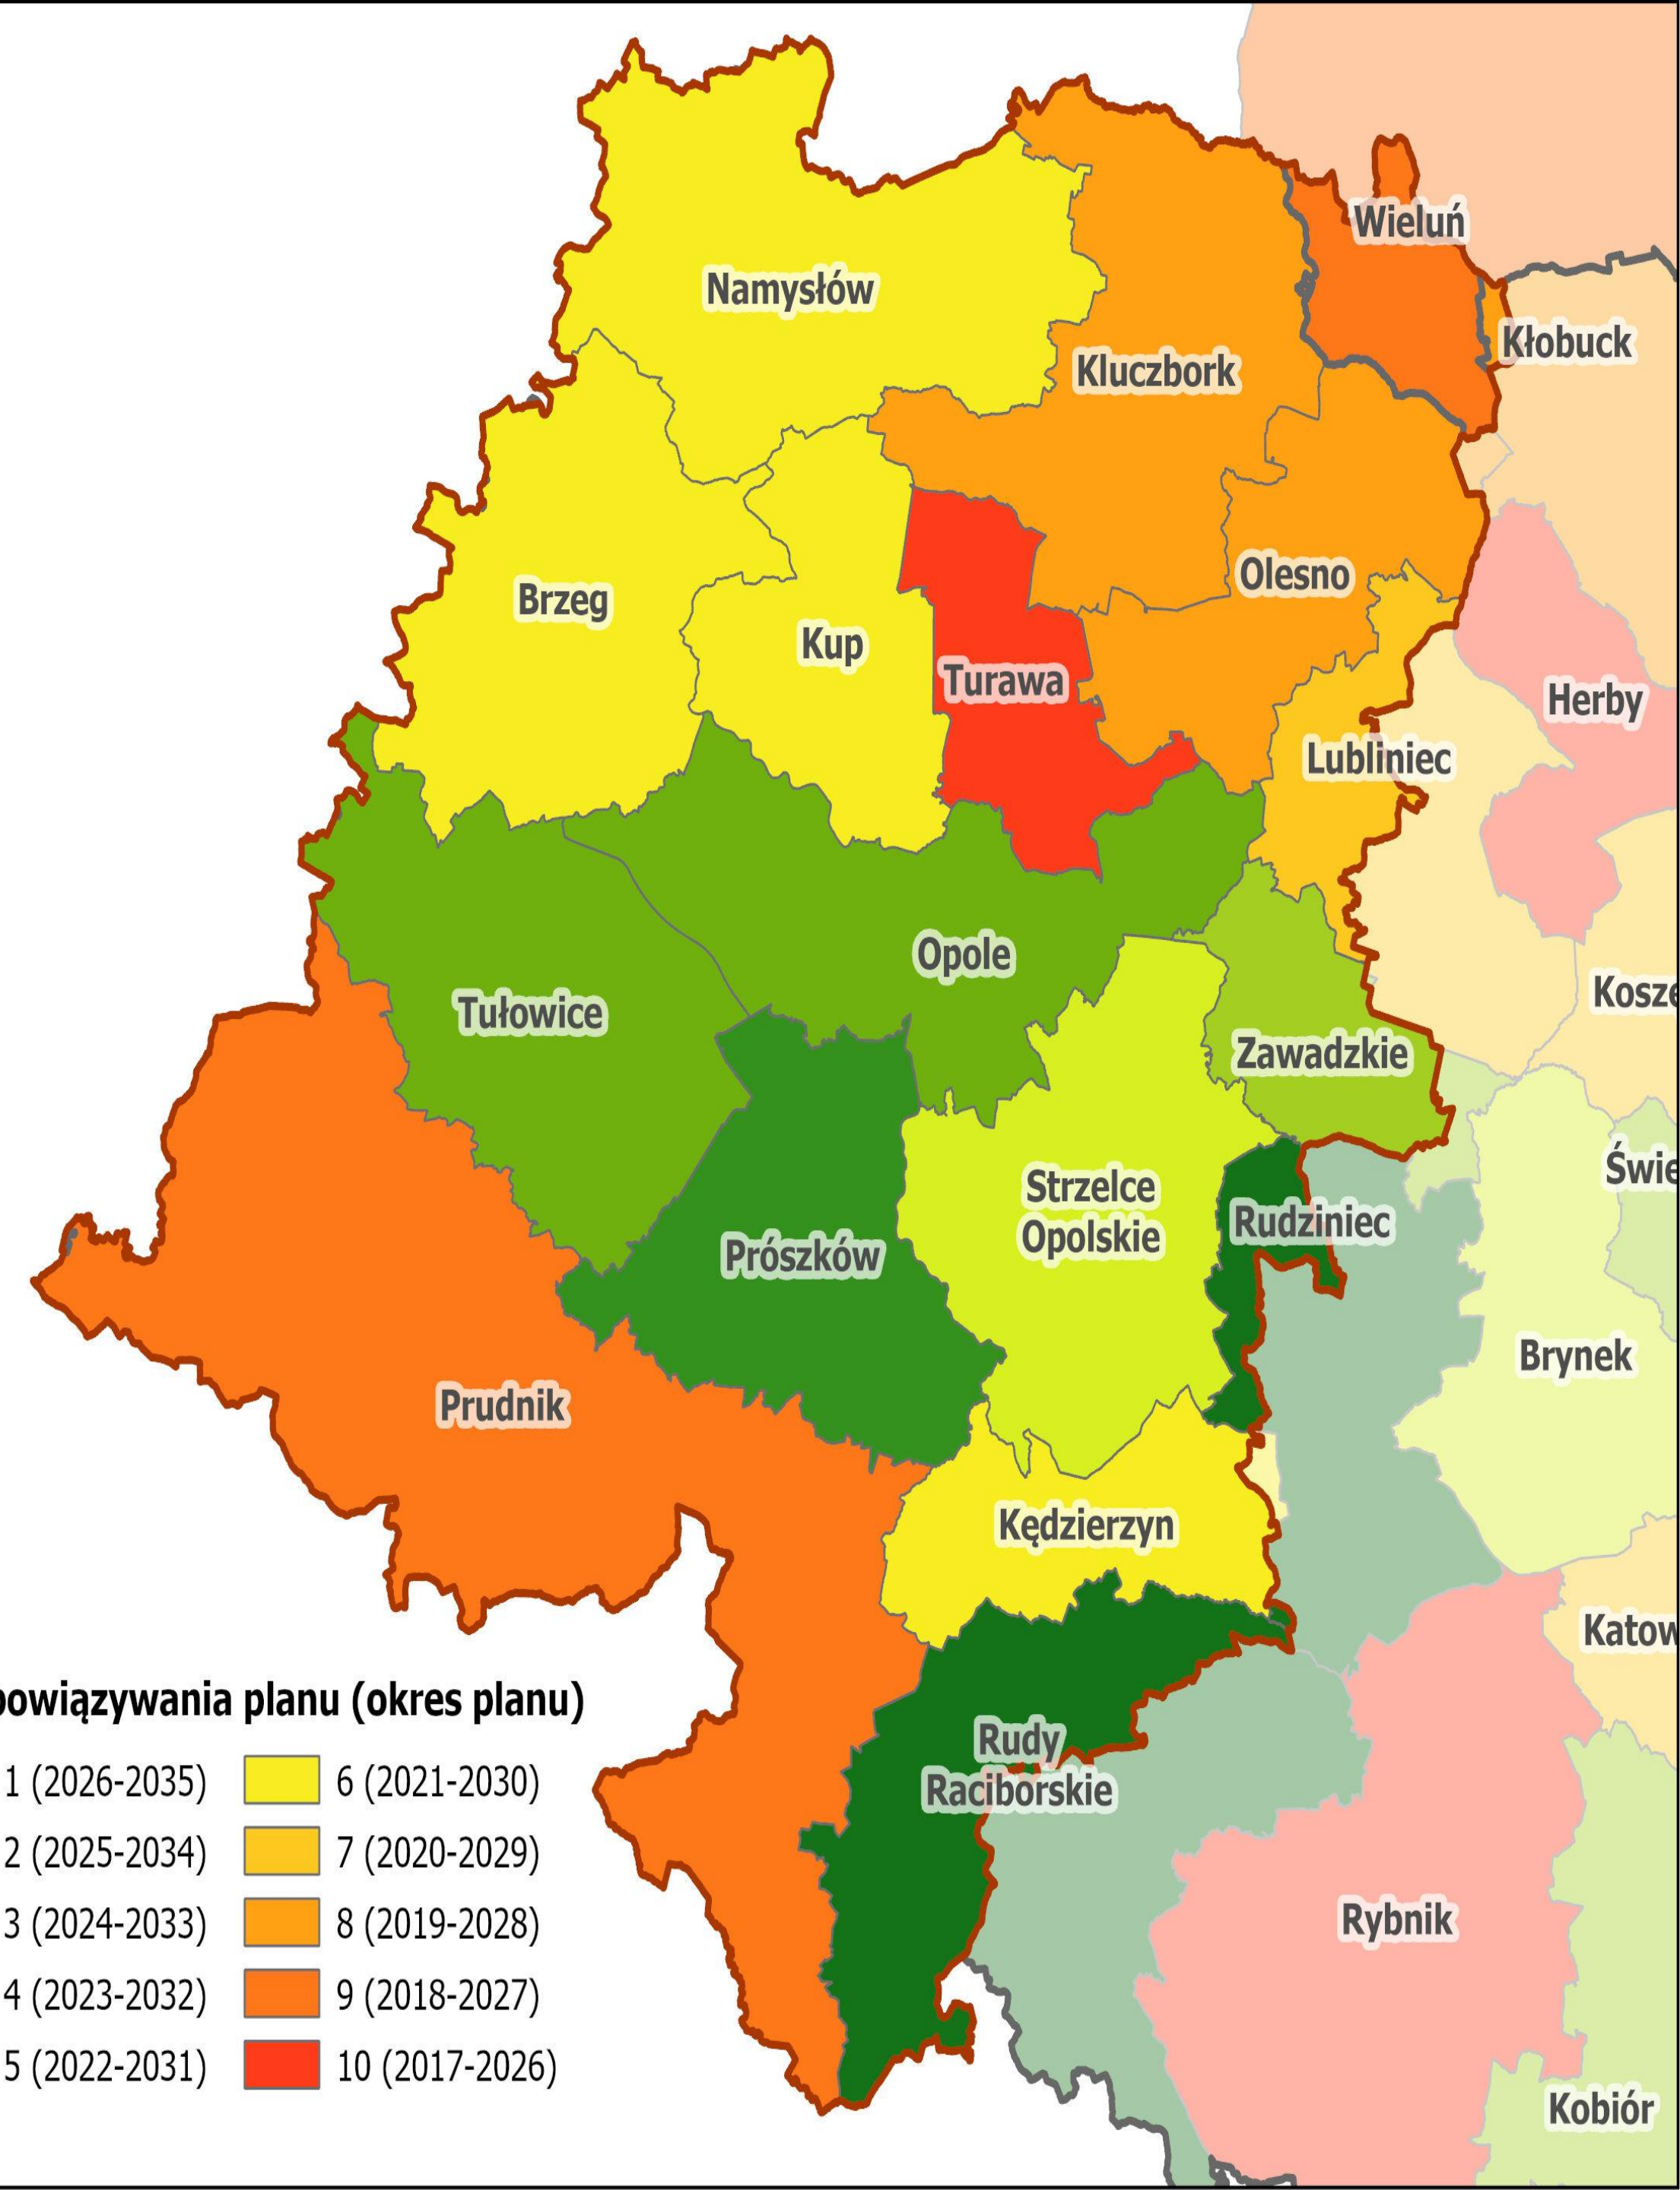 Wieluń
Namysłów
Kłobuck
Kluczbork
Olesno
Brzeg
Kup
Turawa
Herby
Lubliniec
Opole
Kosze
Tułowice
Zawadzkie
Świe
Strzelce
Opolskie
Rudziniec
Prószków
Brynek
Prudnik
Kędzierzyn
Katow
powiązywania planu (okres planu)
Rudy
Raciborskie
1 (2026-2035) 6 (2021-2030)
2 (2025-2034) 7 (2020-2029)
3 (2024-2033) 8 (2019-2028)
4 (2023-2032) 9 (2018-2027)
5 (2022-2031) 10 (2017-2026)
Rybnik
Kobiór